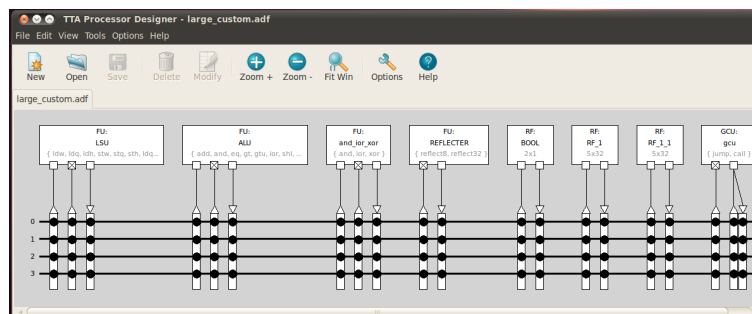 TTA Processor Designer - large_custom.adf
File Edit View Tools Options Help
New Open Save Delete Modify Zoom + Zoom - Fit Win Options Help
large_custom.adf
FU: FU: FU: FU: RF: RF: RF: GCU:
LSU ALU and_ior_xor REFLECTER BOOL RF_1 RF_1_1 gcu
{ ldw, ldq, ldh, stw, stq, sth, ldq... { add, and, eq, gt, gtu, ior, shl, ... { and, ior, xor } { reflect8, reflect32 } 2x1 5x32 5x32 { jump, call }
0
1
2
3